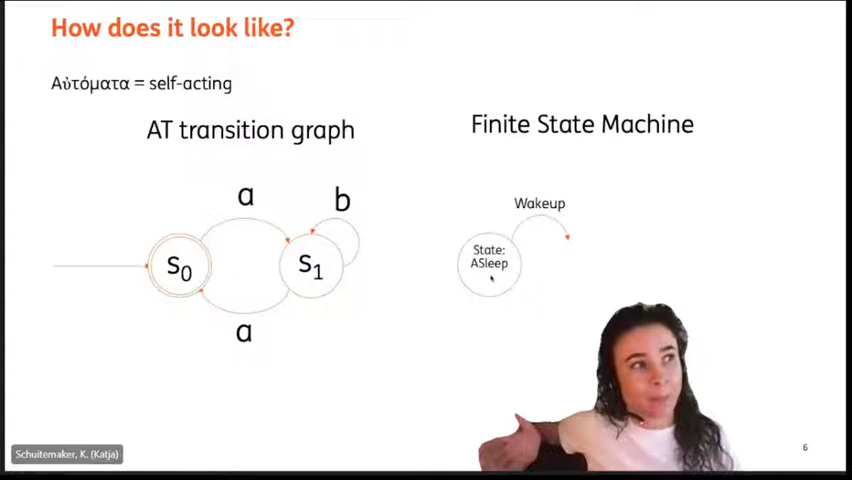 How does it look like?
Αὐτόματα = self-acting
AT transition graph
Finite State Machine
a
b
Wakeup
s0
s1
State:
ASleep
a
6
Schuitemaker, K. (Katja)